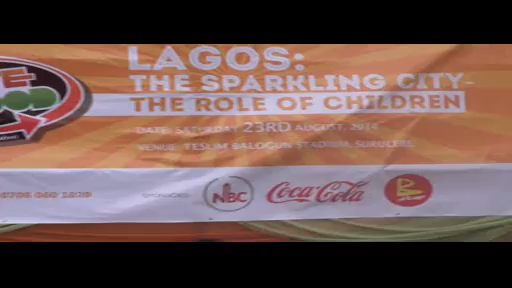 LAGOS:
THE SPARKLING CITY-
THE ROLE OF CHILDREN
DATE: SATURDAY 23RD AUGUST, 2014
VENUE: TESLIM BALOGUN STADIUM, SURULERE
SPONSORS:
NBC
Coca-Cola